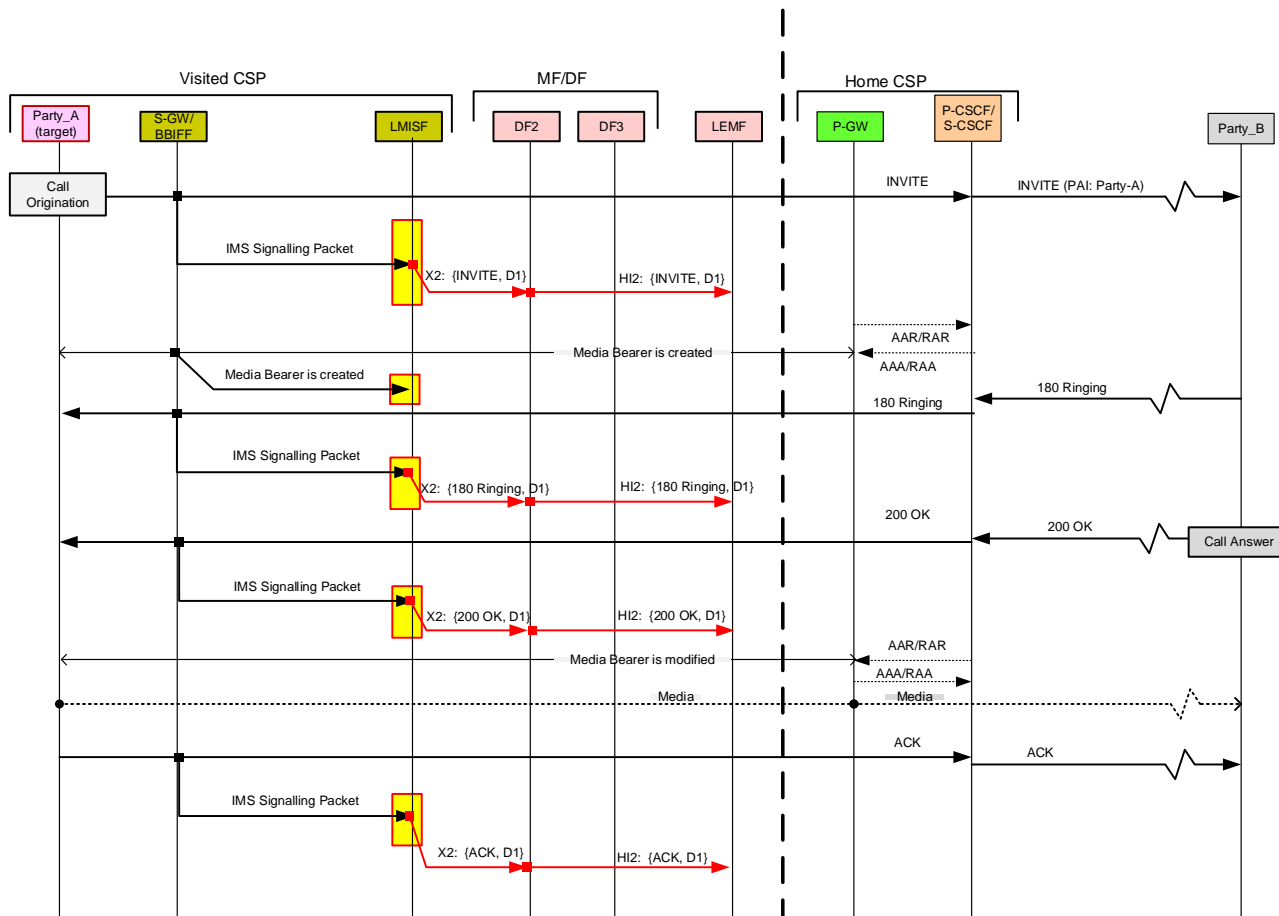 Visited CSP
MF/DF
Home CSP
Party_A
(target)
S-GW/
BBIFF
LMISF
DF2
DF3
LEMF
P-GW
P-CSCF/
S-CSCF
Party_B
Call
Origination
INVITE
INVITE (PAI: Party-A)
IMS Signalling Packet
X2: {INVITE, D1}
HI2: {INVITE, D1}
AAR/RAR
Media Bearer is created
AAA/RAA
Media Bearer is created
180 Ringing
180 Ringing
IMS Signalling Packet
X2: {180 Ringing, D1}
HI2: {180 Ringing, D1}
200 OK
200 OK
Call Answer
IMS Signalling Packet
X2: {200 OK, D1}
HI2: {200 OK, D1}
AAR/RAR
Media Bearer is modified
AAA/RAA
Media
Media
ACK
ACK
IMS Signalling Packet
X2: {ACK, D1}
HI2: {ACK, D1}